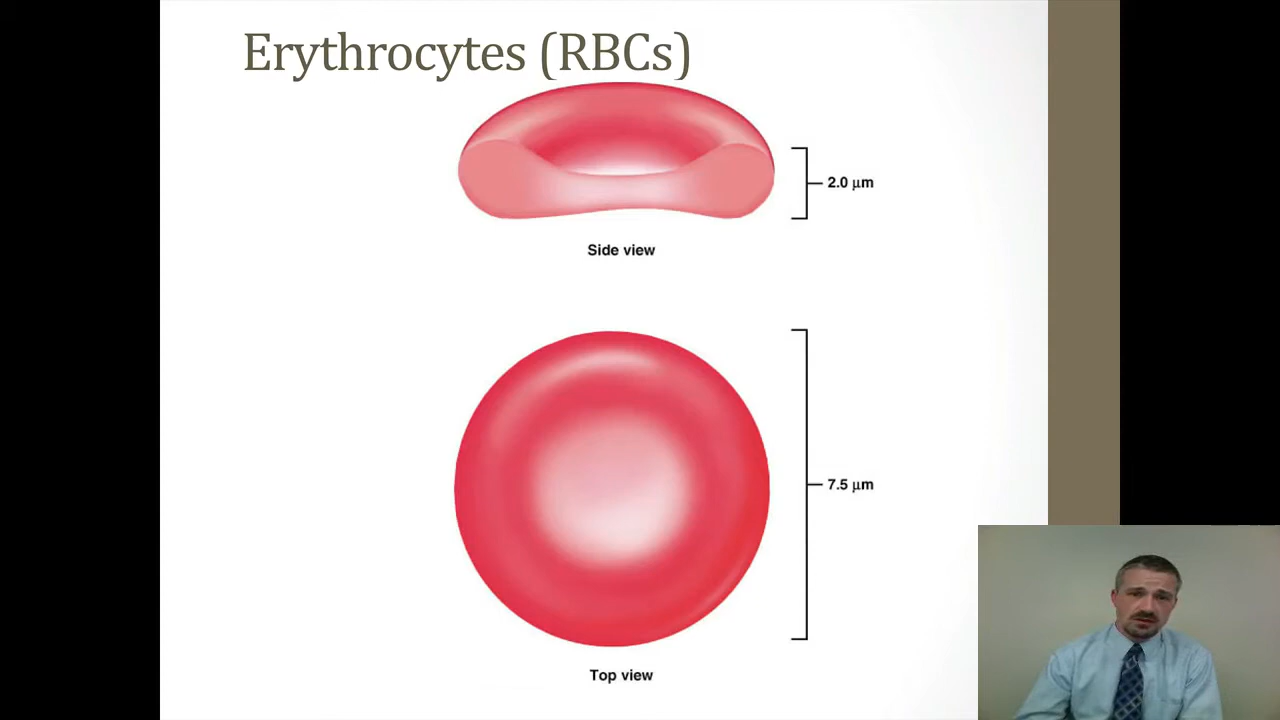 Erythrocytes (RBCs)
2.0 μm
Side view
7.5 μm
Top view